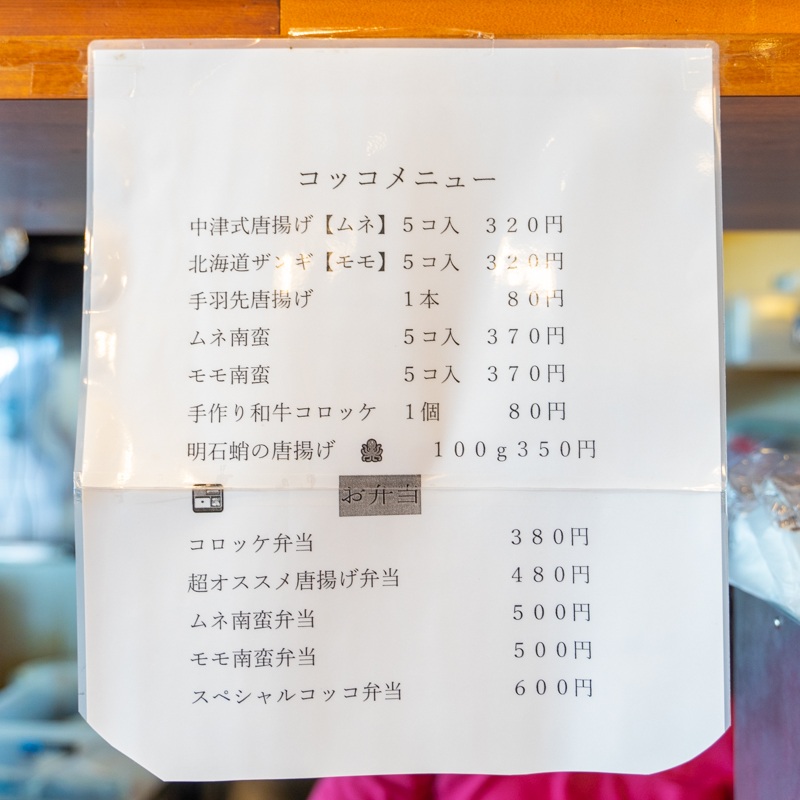 コッコメニュー
中津式唐揚げ【ムネ】５コ入 ３２０円
北海道ザンギ【モモ】５コ入 ３２０円
手羽先唐揚げ １本 ８０円
ムネ南蛮 ５コ入 ３７０円
モモ南蛮 ５コ入 ３７０円
手作り和牛コロッケ １個 ８０円
明石蛸の唐揚げ １００ｇ３５０円
お弁当
コロッケ弁当 ３８０円
超オススメ唐揚げ弁当 ４８０円
ムネ南蛮弁当 ５００円
モモ南蛮弁当 ５００円
スペシャルコッコ弁当 ６００円